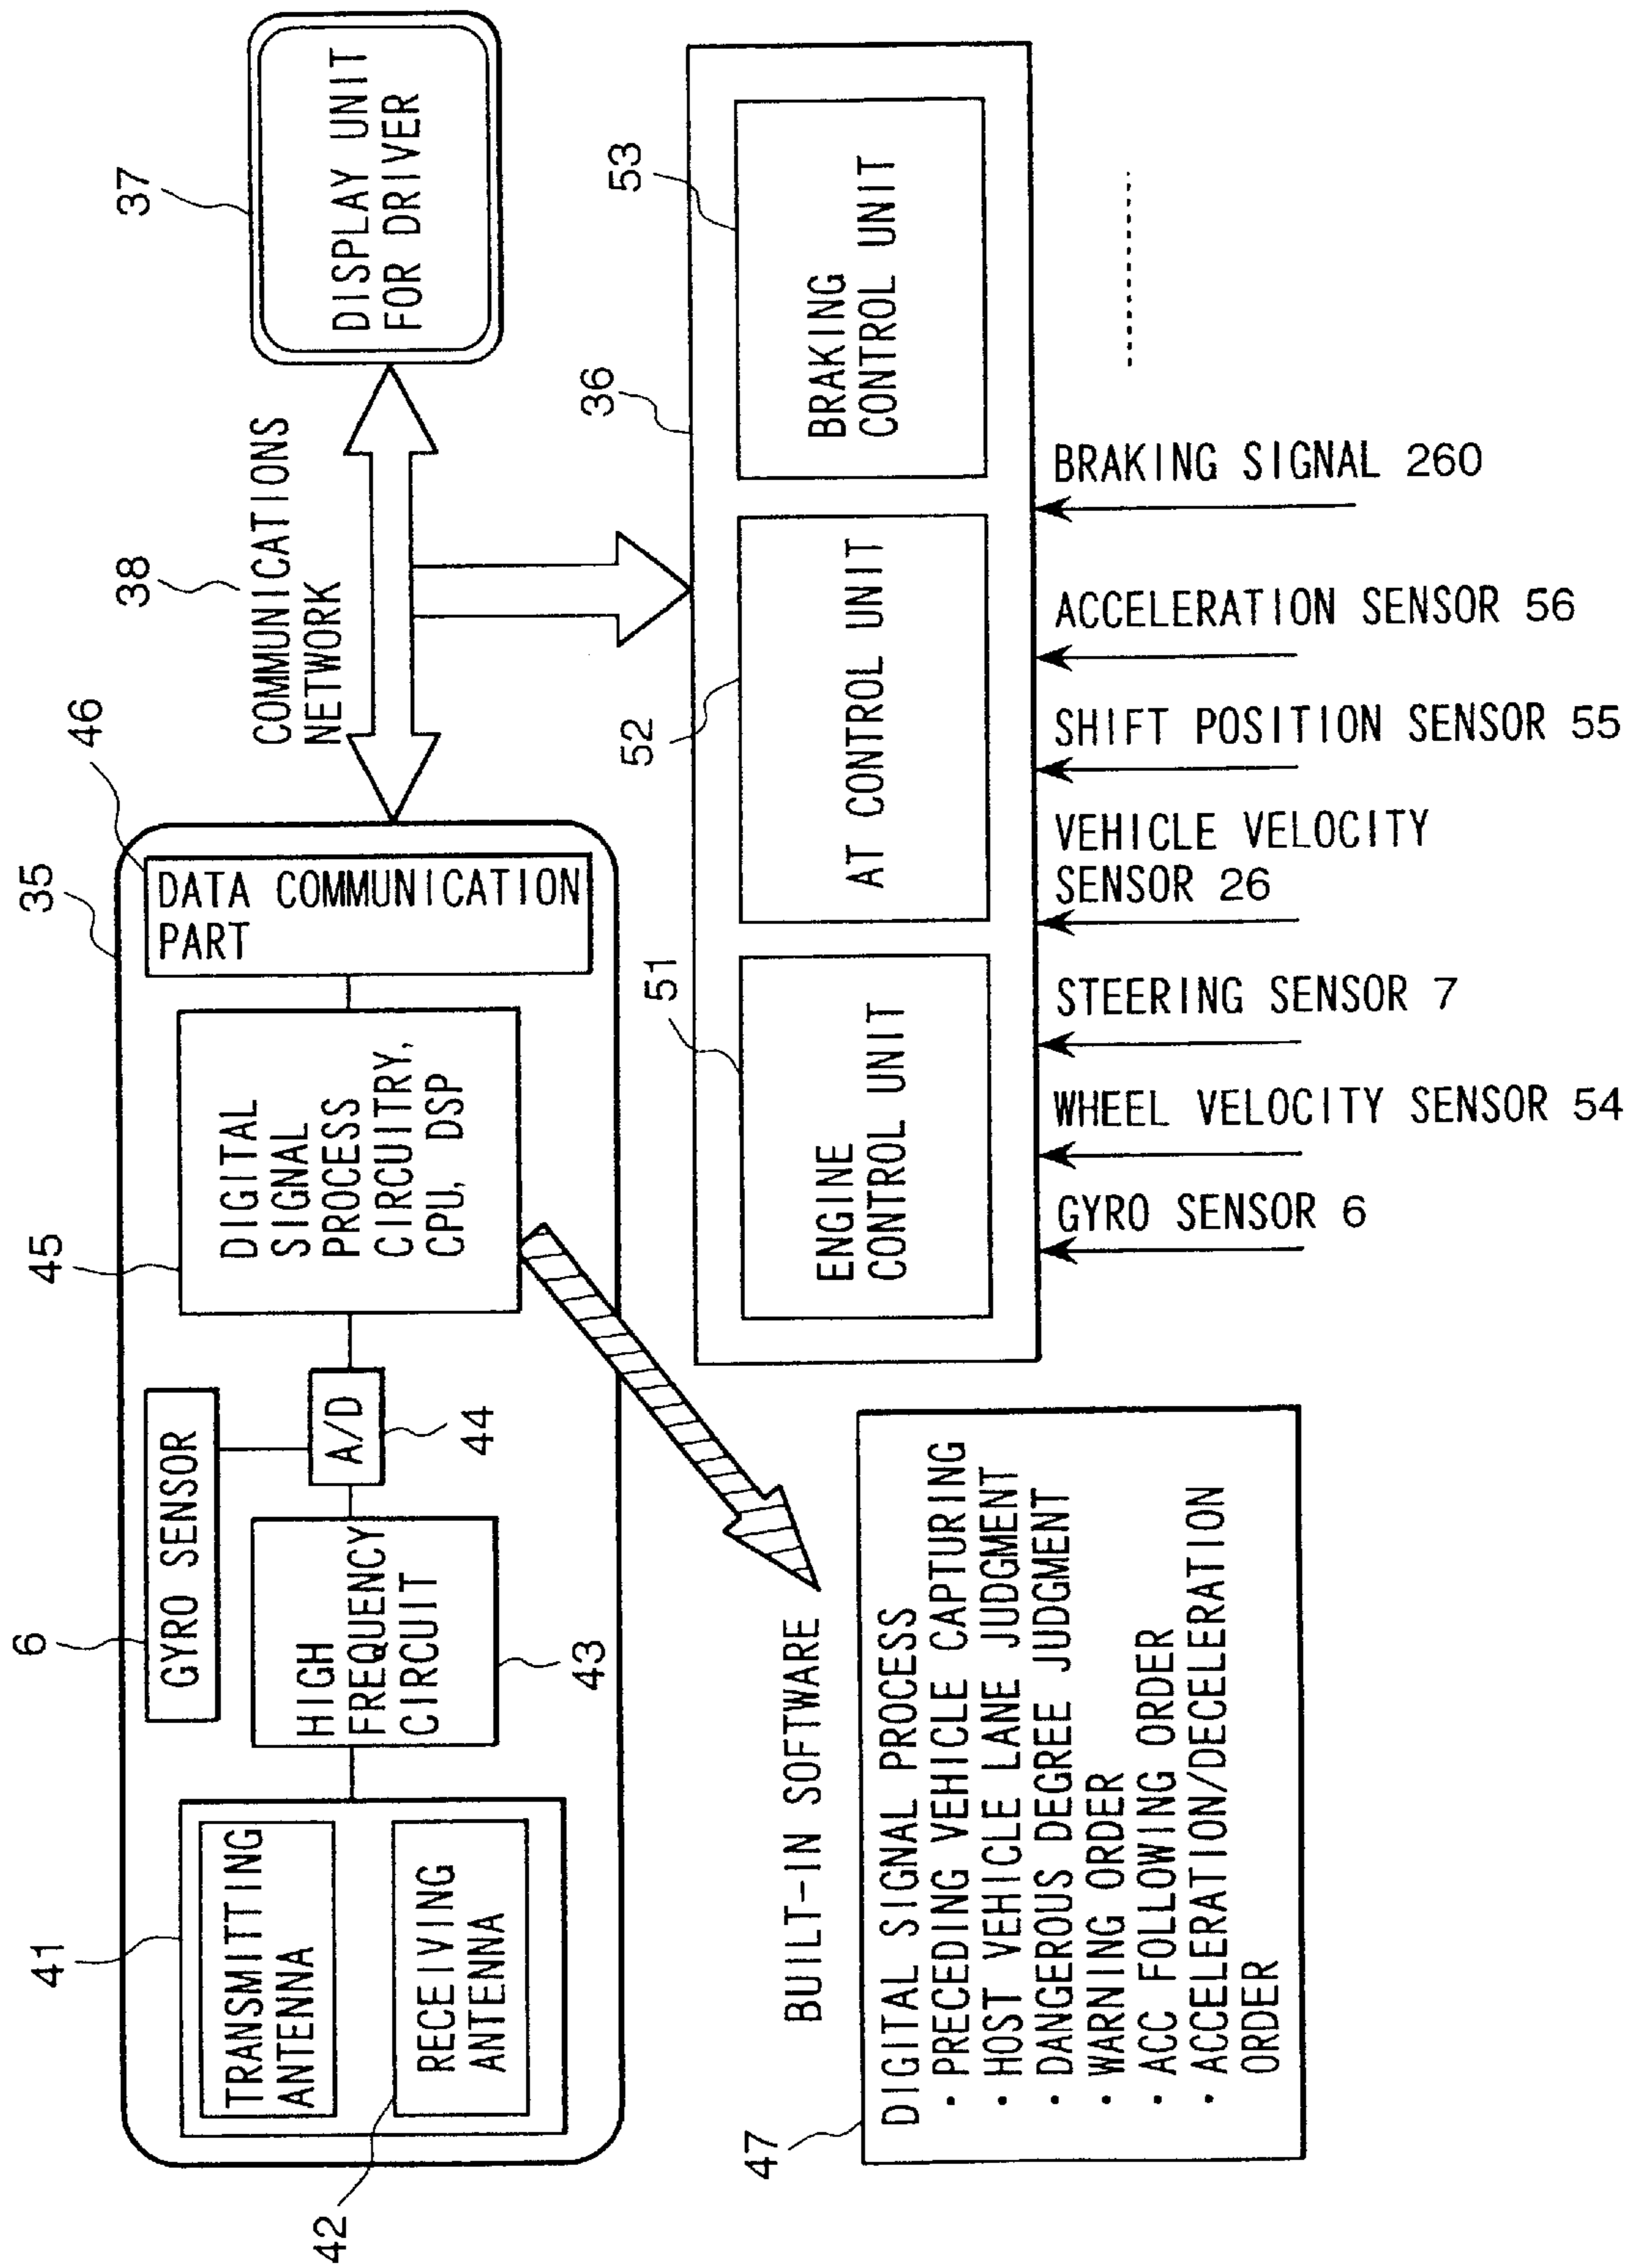 35
41
TRANSMITTING
ANTENNA
42
RECEIVING
ANTENNA
6
GYRO SENSOR
HIGH
FREQUENCY
CIRCUIT
43
A/D
44
45
DIGITAL
SIGNAL
PROCESS
CIRCUITRY,
CPU, DSP
46
DATA COMMUNICATION
PART
38
COMMUNICATIONS
NETWORK
37
DISPLAY UNIT
FOR DRIVER
BUILT-IN SOFTWARE
47
DIGITAL SIGNAL PROCESS
• PRECEDING VEHICLE CAPTURING
• HOST VEHICLE LANE JUDGMENT
• DANGEROUS DEGREE JUDGMENT
• WARNING ORDER
• ACC FOLLOWING ORDER
• ACCELERATION/DECELERATION
ORDER
36
51
ENGINE
CONTROL UNIT
52
AT CONTROL UNIT
53
BRAKING
CONTROL UNIT
GYRO SENSOR 6
WHEEL VELOCITY SENSOR 54
STEERING SENSOR 7
VEHICLE VELOCITY
SENSOR 26
SHIFT POSITION SENSOR 55
ACCELERATION SENSOR 56
BRAKING SIGNAL 260